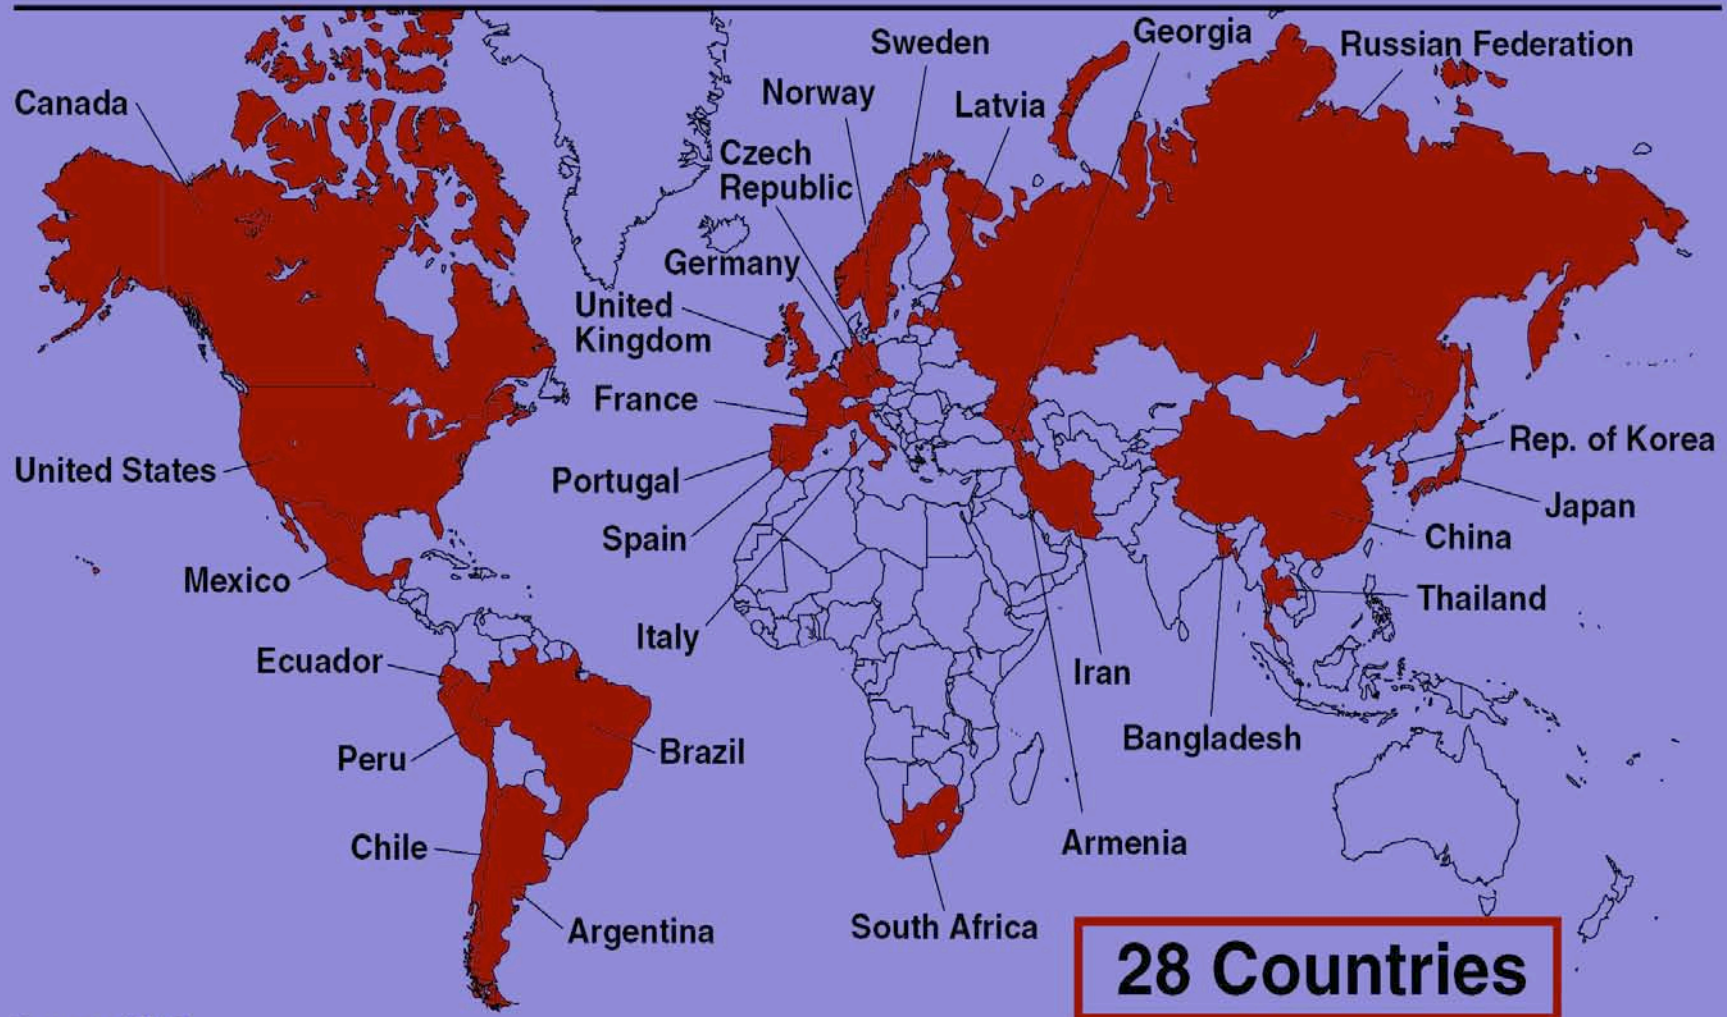 Georgia
Sweden
Russian Federation
Norway
Canada
Latvia
Czech
Republic
Germany
United
Kingdom
France
Rep. of Korea
United States
Portugal
Japan
Spain
China
Mexico
Thailand
Italy
Ecuador
Iran
Bangladesh
Brazil
Peru
Armenia
Chile
South Africa
Argentina
28 Countries